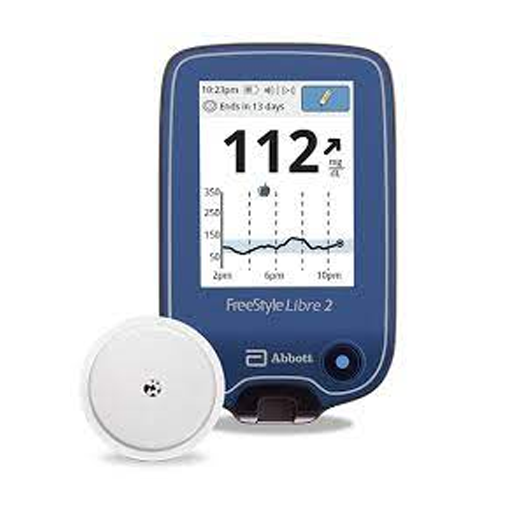 10:23pm
Ends in 13 days
112
mg
dL
350
250
150
50
2pm 6pm 10pm
FreeStyle Libre 2
Abbott